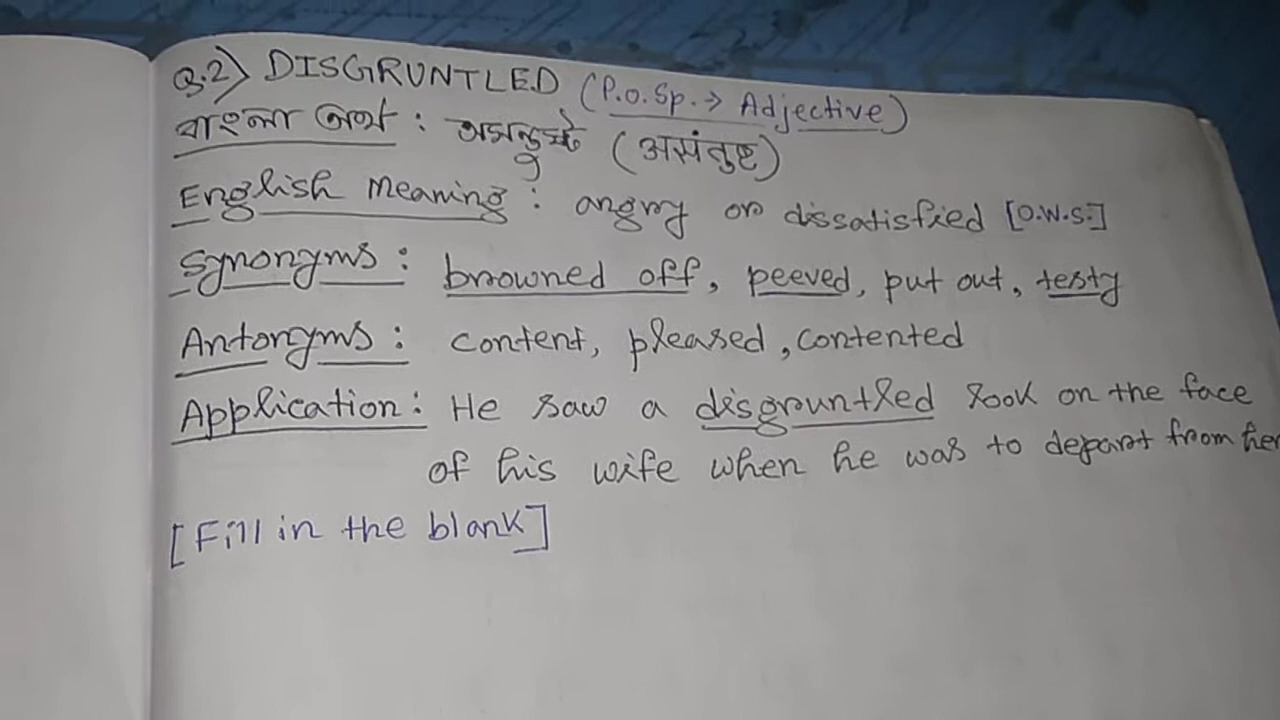 Q.2) DISGRUNTLED (P.O.Sp.→ Adjective)
বাংলা অর্থ : অসন্তুষ্ট (असंतुष्ट)
English Meaning : angry or dissatisfied [O.W.S.]
Synonyms : browned off, peeved, put out, testy
Antonyms : content, pleased, contented
Application : He saw a disgruntled look on the face
of his wife when he was to depart from her
[Fill in the blank]